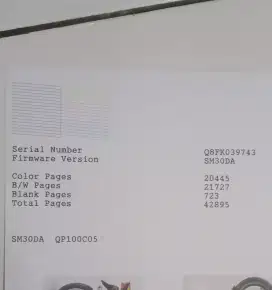 Serial Number Q8FK039743
Firmware Version SM30DA
Color Pages 20445
B/W Pages 21727
Blank Pages 723
Total Pages 42895
SM30DA QP100C05